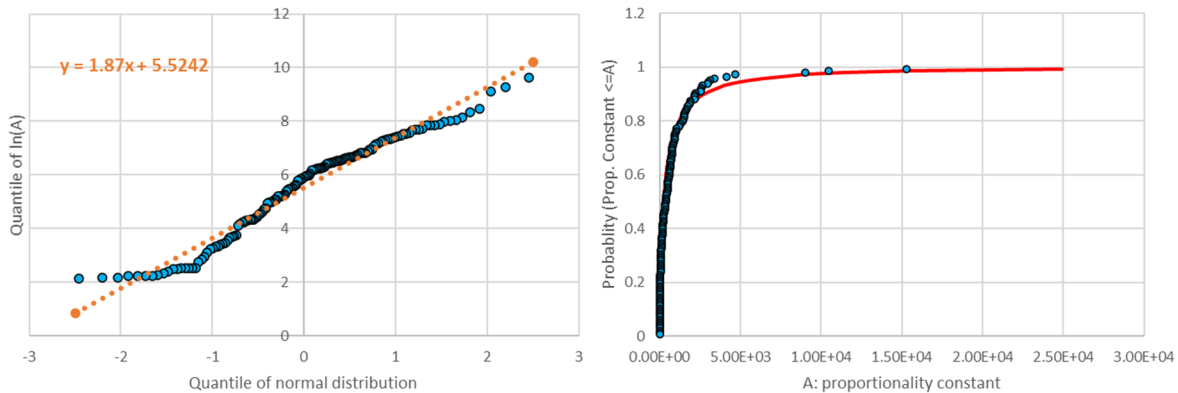 12
10
8
6
4
2
0
-3 -2 -1 0 1 2 3
Quantile of ln(A)
Quantile of normal distribution
y = 1.87x + 5.5242
1.2
1
0.8
0.6
0.4
0.2
0
0.00E+00 5.00E+03 1.00E+04 1.50E+04 2.00E+04 2.50E+04 3.00E+04
Probablity (Prop. Constant <=A)
A: proportionality constant